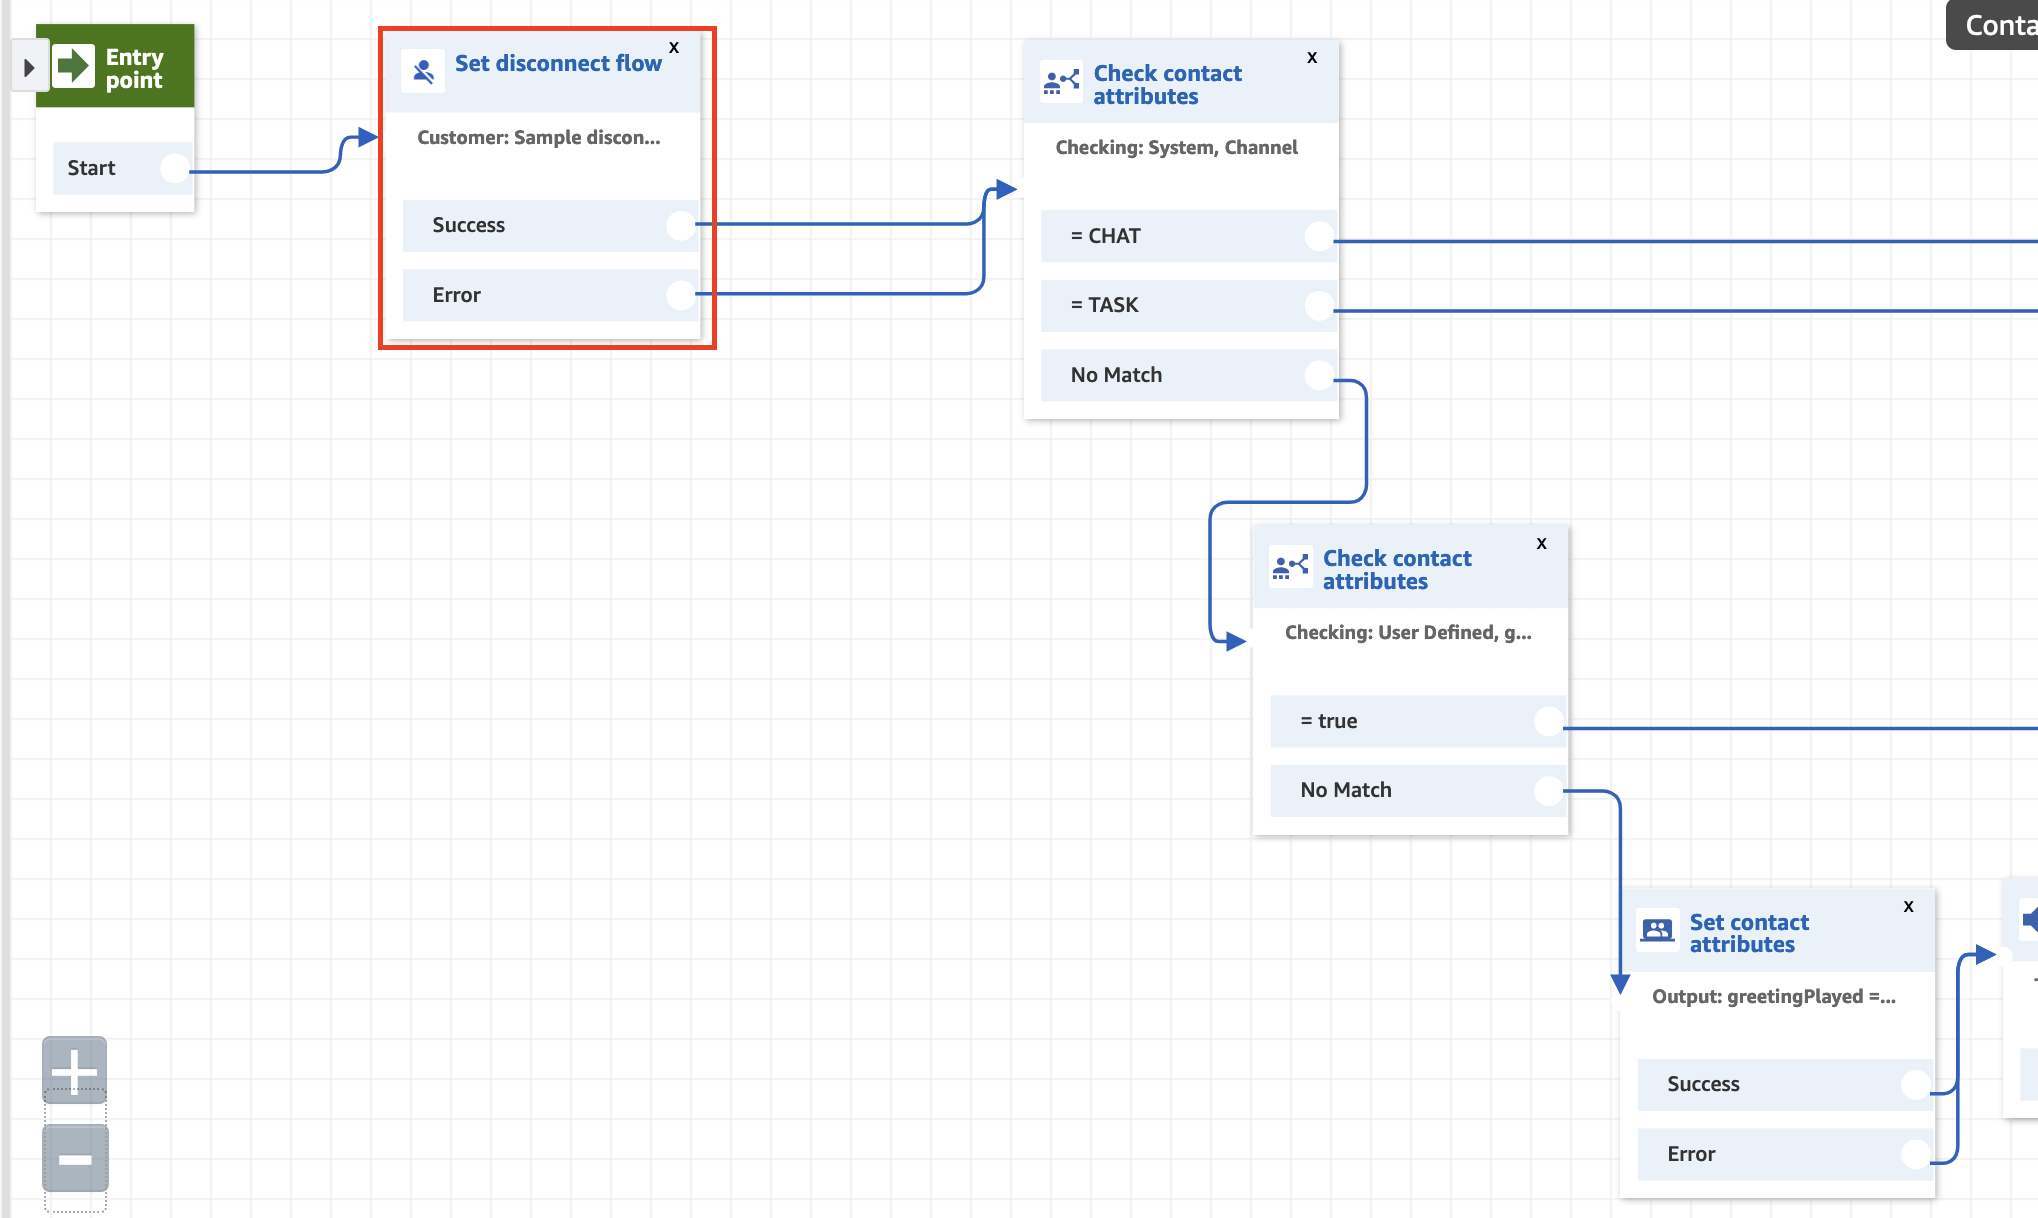 Entry
point
Start
Set disconnect flow
x
Customer: Sample discon...
Success
Error
Check contact
attributes
x
Checking: System, Channel
= CHAT
= TASK
No Match
Check contact
attributes
x
Checking: User Defined, g...
= true
No Match
Set contact
attributes
x
Output: greetingPlayed =...
Success
Error
Conta